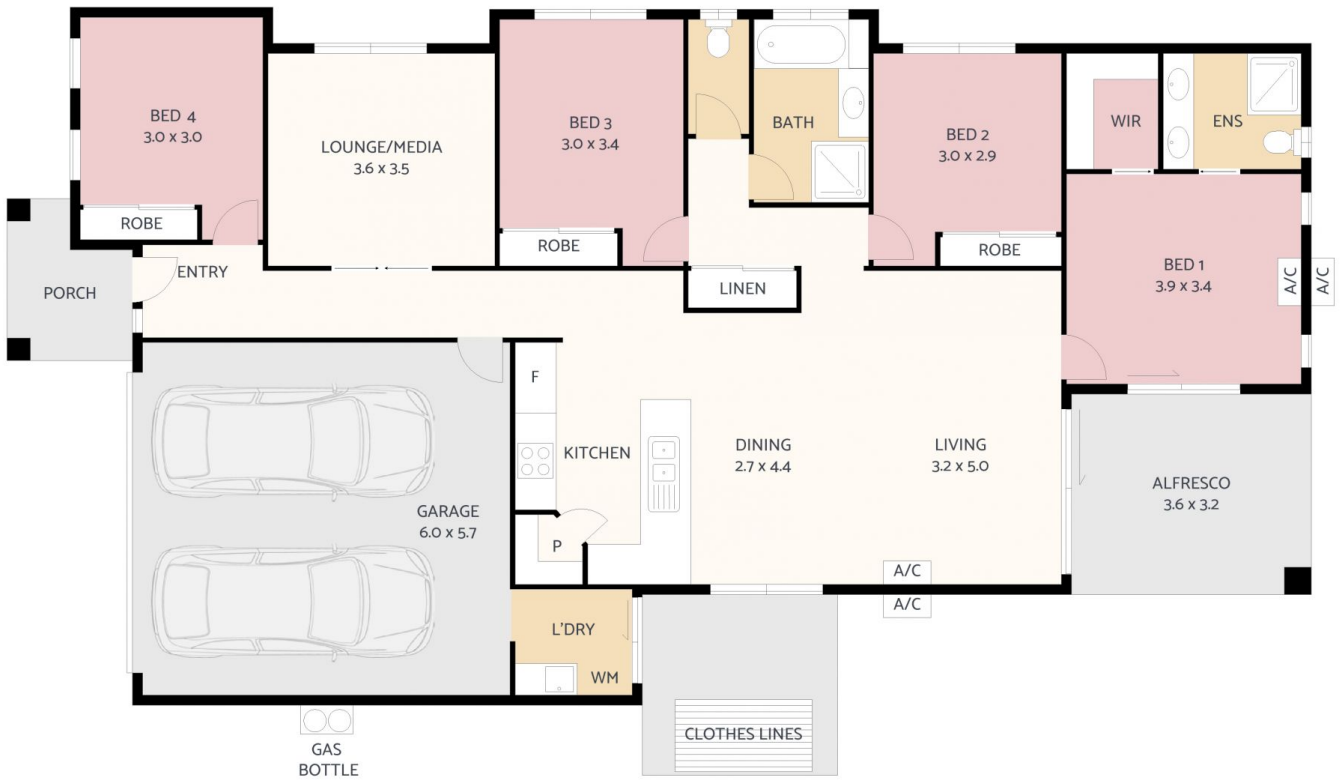 BED 4
3.0 x 3.0
ROBE
LOUNGE/MEDIA
3.6 x 3.5
BED 3
3.0 x 3.4
ROBE
BATH
BED 2
3.0 x 2.9
ROBE
WIR
ENS
PORCH
ENTRY
LINEN
BED 1
3.9 x 3.4
A/C
A/C
F
KITCHEN
DINING
2.7 x 4.4
LIVING
3.2 x 5.0
ALFRESCO
3.6 x 3.2
GARAGE
6.0 x 5.7
P
A/C
A/C
L'DRY
WM
CLOTHES LINES
GAS
BOTTLE